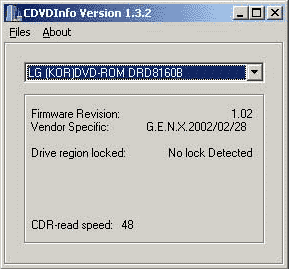 CDVDInfo Version 1.3.2
Files About
LG (KOR)DVD-ROM DRD8160B
Firmware Revision: 1.02
Vendor Specific: G.E.N.X.2002/02/28
Drive region locked: No lock Detected
CDR-read speed: 48